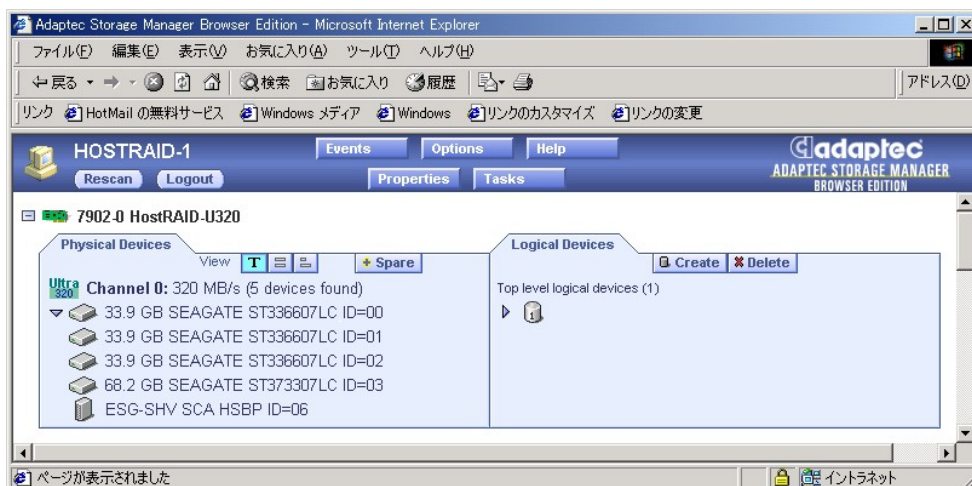 Adaptec Storage Manager Browser Edition - Microsoft Internet Explorer
ファイル(F) 編集(E) 表示(V) お気に入り(A) ツール(T) ヘルプ(H)
戻る 検索 お気に入り 履歴 アドレス(D)
リンク HotMail の無料サービス Windows メディア Windows リンクのカスタマイズ リンクの変更
HOSTRAID-1 Events Options Help adaptec
Rescan Logout Properties Tasks ADAPTEC STORAGE MANAGER
BROWSER EDITION
7902-0 HostRAID-U320
Physical Devices Logical Devices
View T + Spare Create Delete
Ultra 320 Channel 0: 320 MB/s (5 devices found) Top level logical devices (1)
33.9 GB SEAGATE ST336607LC ID=00 1
33.9 GB SEAGATE ST336607LC ID=01
33.9 GB SEAGATE ST336607LC ID=02
68.2 GB SEAGATE ST373307LC ID=03
ESG-SHV SCA HSBP ID=06
ページが表示されました イントラネット